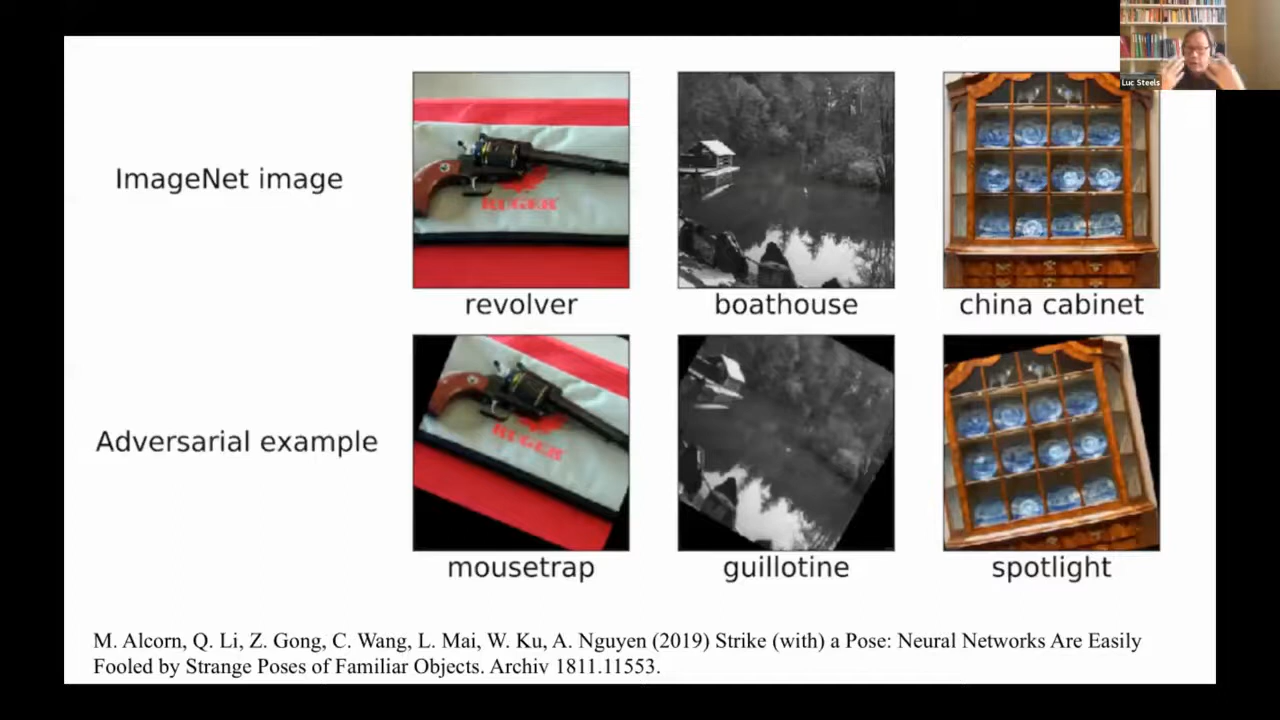 Luc Steels
ImageNet image
RUGER
revolver
boathouse
china cabinet
Adversarial example
RUGER
mousetrap
guillotine
spotlight
M. Alcorn, Q. Li, Z. Gong, C. Wang, L. Mai, W. Ku, A. Nguyen (2019) Strike (with) a Pose: Neural Networks Are Easily
Fooled by Strange Poses of Familiar Objects. Archiv 1811.11553.